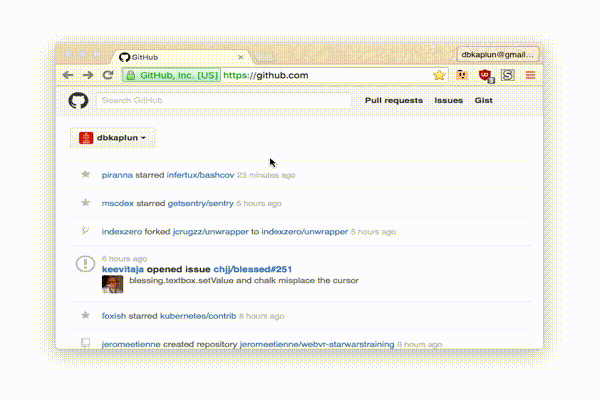 GitHub
dbkaplun@gmail...
GitHub, Inc. [US] https://github.com
Search GitHub
Pull requests Issues Gist
dbkaplun
piranna starred infertux/bashcov 23 minutes ago
mscdex starred getsentry/sentry 5 hours ago
indexzero forked jcrugzz/unwrapper to indexzero/unwrapper 5 hours ago
6 hours ago
keevitaja opened issue chjj/blessed#251
blessing.textbox.setValue and chalk misplace the cursor
foxish starred kubernetes/contrib 8 hours ago
jeromeetienne created repository jeromeetienne/webvr-starwarstraining 8 hours ago